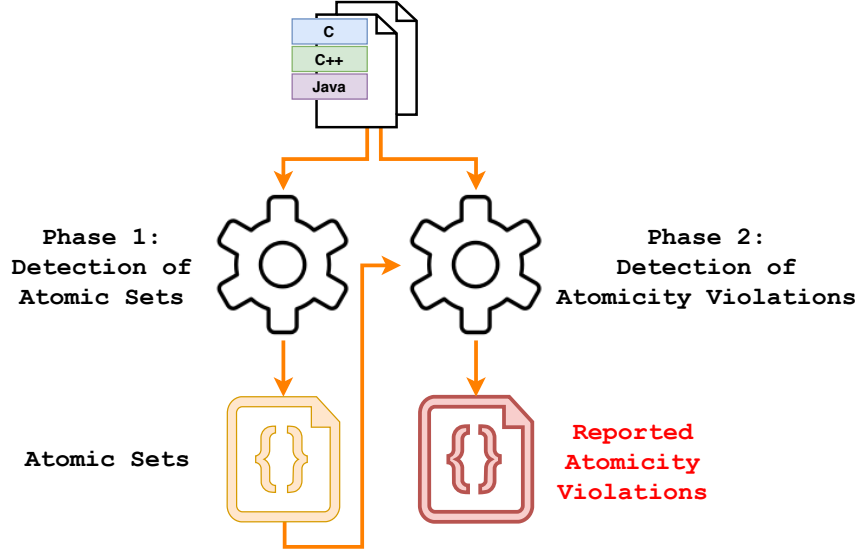 C
C++
Java
Phase 1:
Detection of
Atomic Sets
Phase 2:
Detection of
Atomicity Violations
Atomic Sets
{}
{}
Reported
Atomicity
Violations